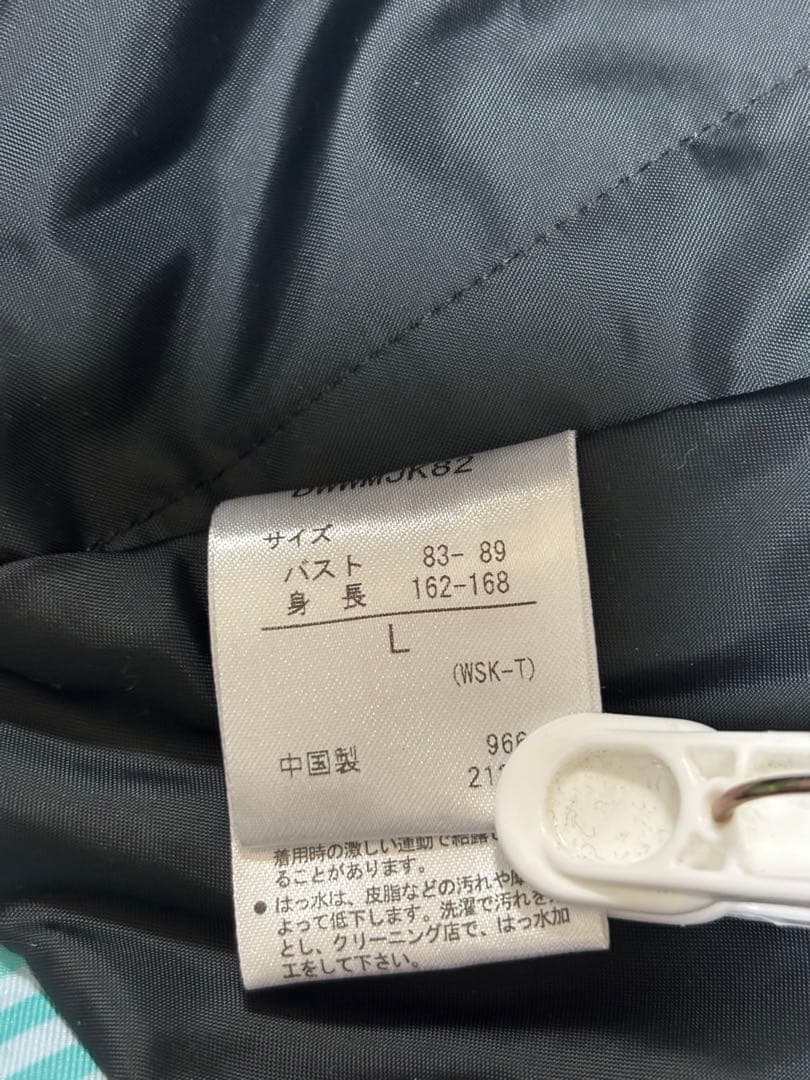 サイズ
バスト 83- 89
身 長 162-168
L
(WSK-T)
966
中国製 21
着用時の激しい運動で結露
ることがあります。
●はっ水は、皮脂などの汚れや
よって低下します。洗濯で汚れを
とし、クリーニング店で、はっ水加
工をして下さい。